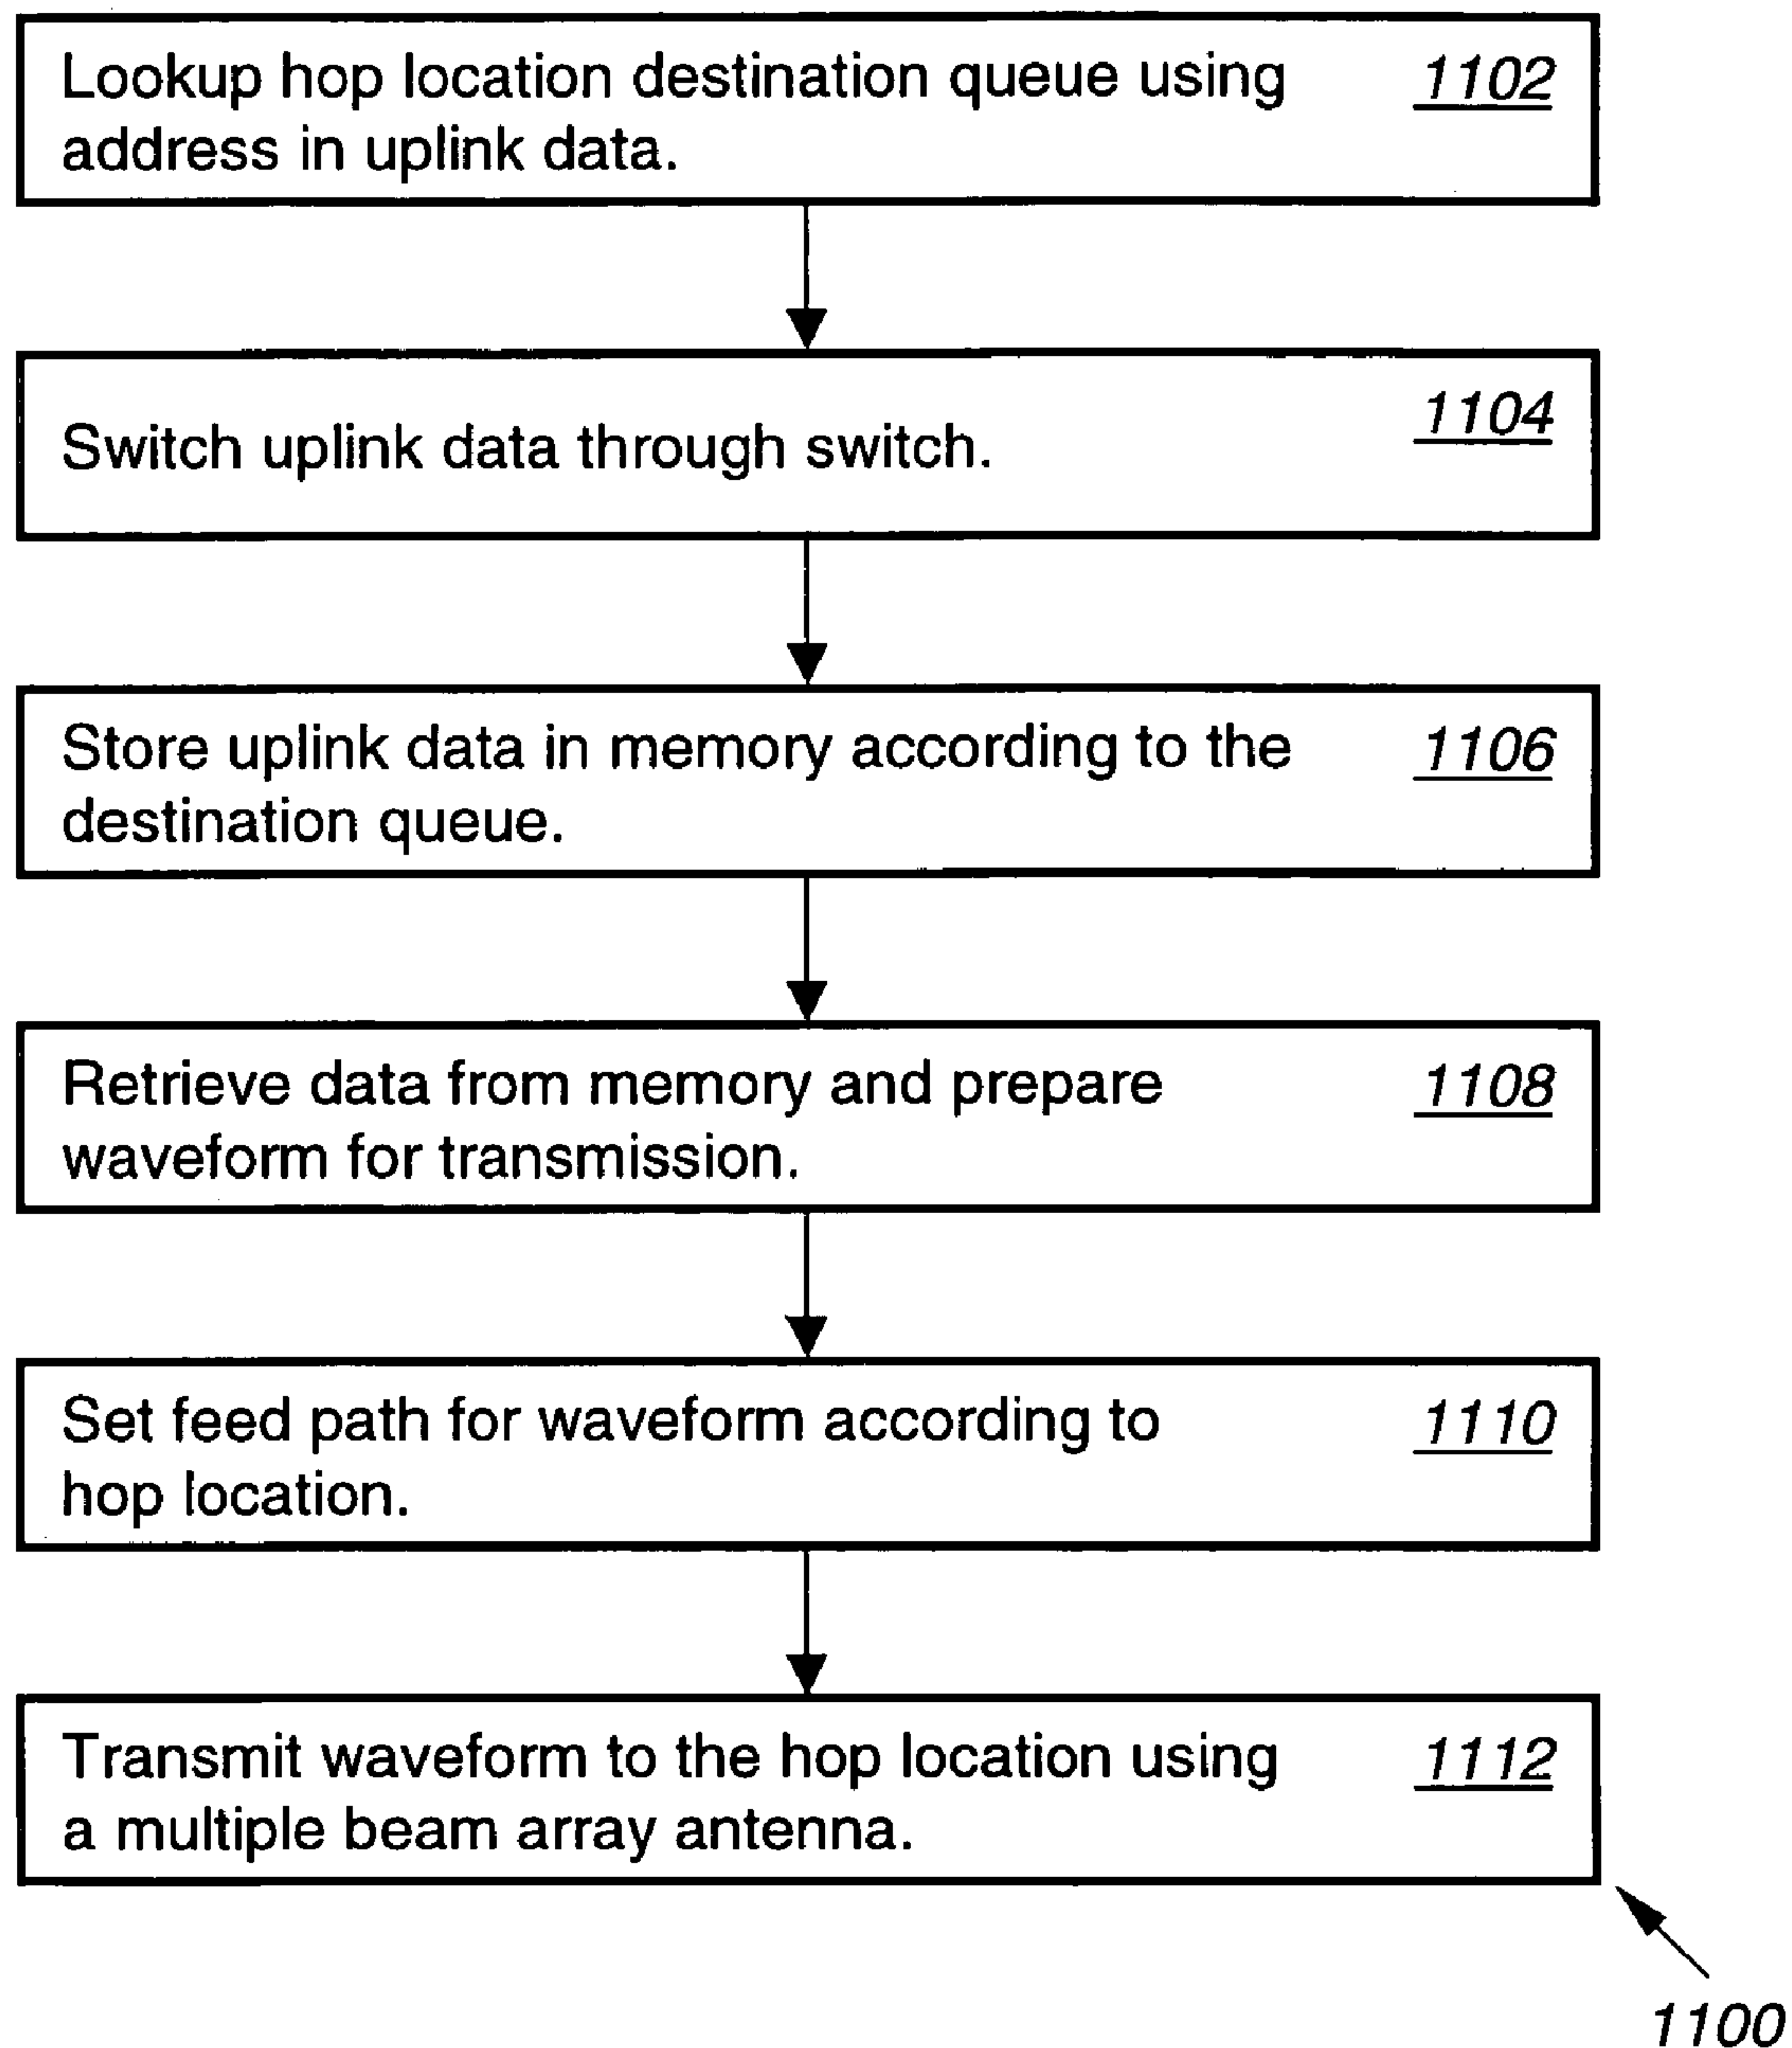 Lookup hop location destination queue using 1102
address in uplink data.
Switch uplink data through switch. 1104
Store uplink data in memory according to the 1106
destination queue.
Retrieve data from memory and prepare 1108
waveform for transmission.
Set feed path for waveform according to 1110
hop location.
Transmit waveform to the hop location using 1112
a multiple beam array antenna.
1100